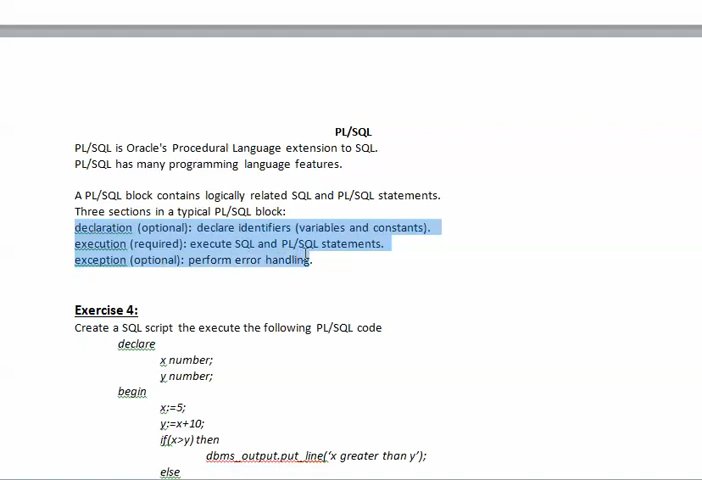 PL/SQL
PL/SQL is Oracle's Procedural Language extension to SQL.
PL/SQL has many programming language features.
A PL/SQL block contains logically related SQL and PL/SQL statements.
Three sections in a typical PL/SQL block:
declaration (optional): declare identifiers (variables and constants).
execution (required): execute SQL and PL/SQL statements.
exception (optional): perform error handling.
Exercise 4:
Create a SQL script the execute the following PL/SQL code
declare
x number;
y number;
begin
x:=5;
y:=x+10;
if(x>y) then
dbms_output.put_line('x greater than y');
else